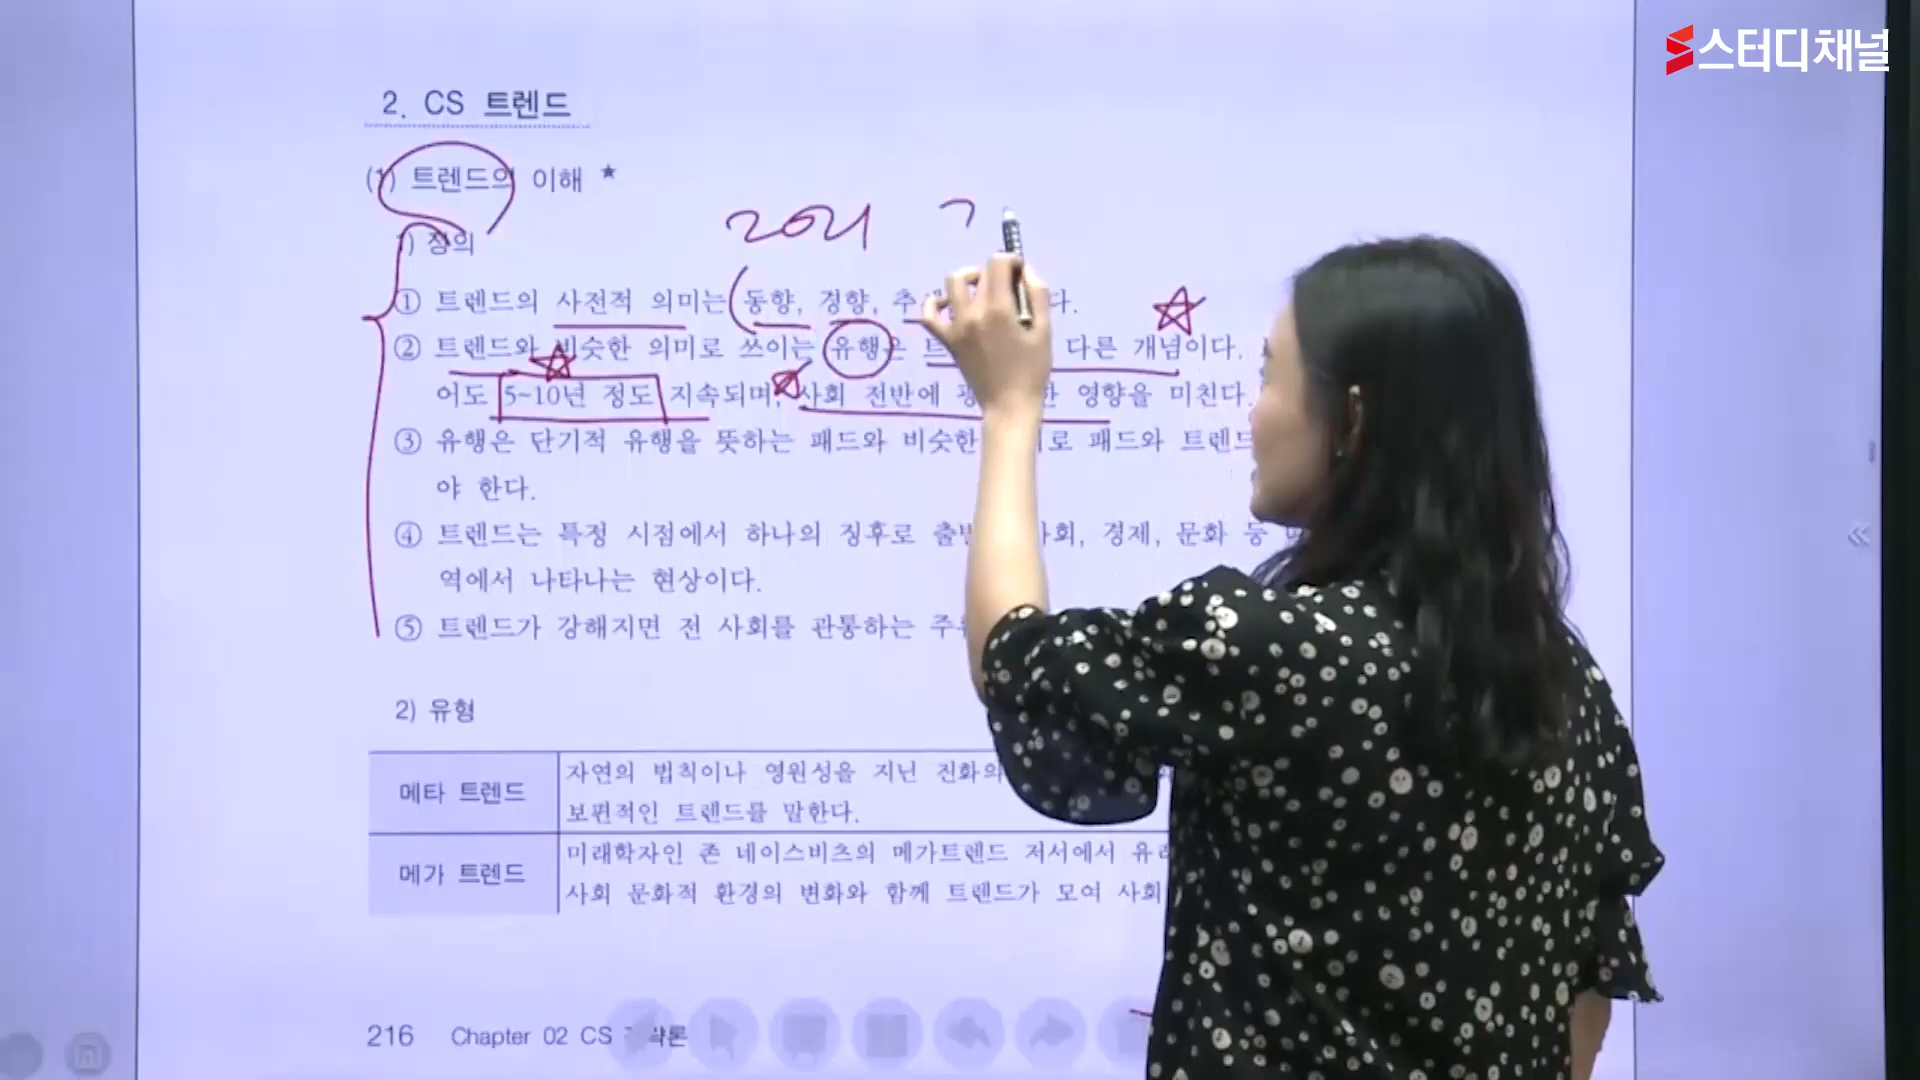 스터디채널
2. CS 트렌드
(1) 트렌드의 이해 ★
2021
1) 정의
① 트렌드의 사전적 의미는 동향, 경향, 다.
② 트렌드와 비슷한 의미로 쓰이는 유행은 다른 개념이다.
어도 5~10년 정도 지속되며, 사회 전반에 영향을 미친다.
③ 유행은 단기적 유행을 뜻하는 패드와 비슷한 패드와 트렌드
야 한다.
④ 트렌드는 특정 시점에서 하나의 징후로 사회, 경제, 문화 등
역에서 나타나는 현상이다.
⑤ 트렌드가 강해지면 전 사회를 관통하는
2) 유형
메타 트렌드
자연의 법칙이나 영원성을 지닌 진화의
보편적인 트렌드를 말한다.
메가 트렌드
미래학자인 존 네이스비츠의 메가트렌드 저서에서
사회 문화적 환경의 변화와 함께 트렌드가 모여 사회
216 Chapter 02 CS